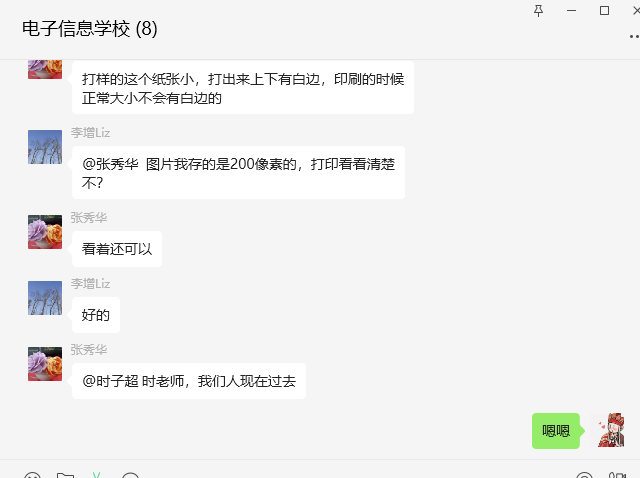 电子信息学校 (8)
打样的这个纸张小，打出来上下有白边，印刷的时候
正常大小不会有白边的
李增Liz
@张秀华 图片我存的是200像素的，打印看看清楚
不？
张秀华
看着还可以
李增Liz
好的
张秀华
@时子超 时老师，我们人现在过去
嗯嗯